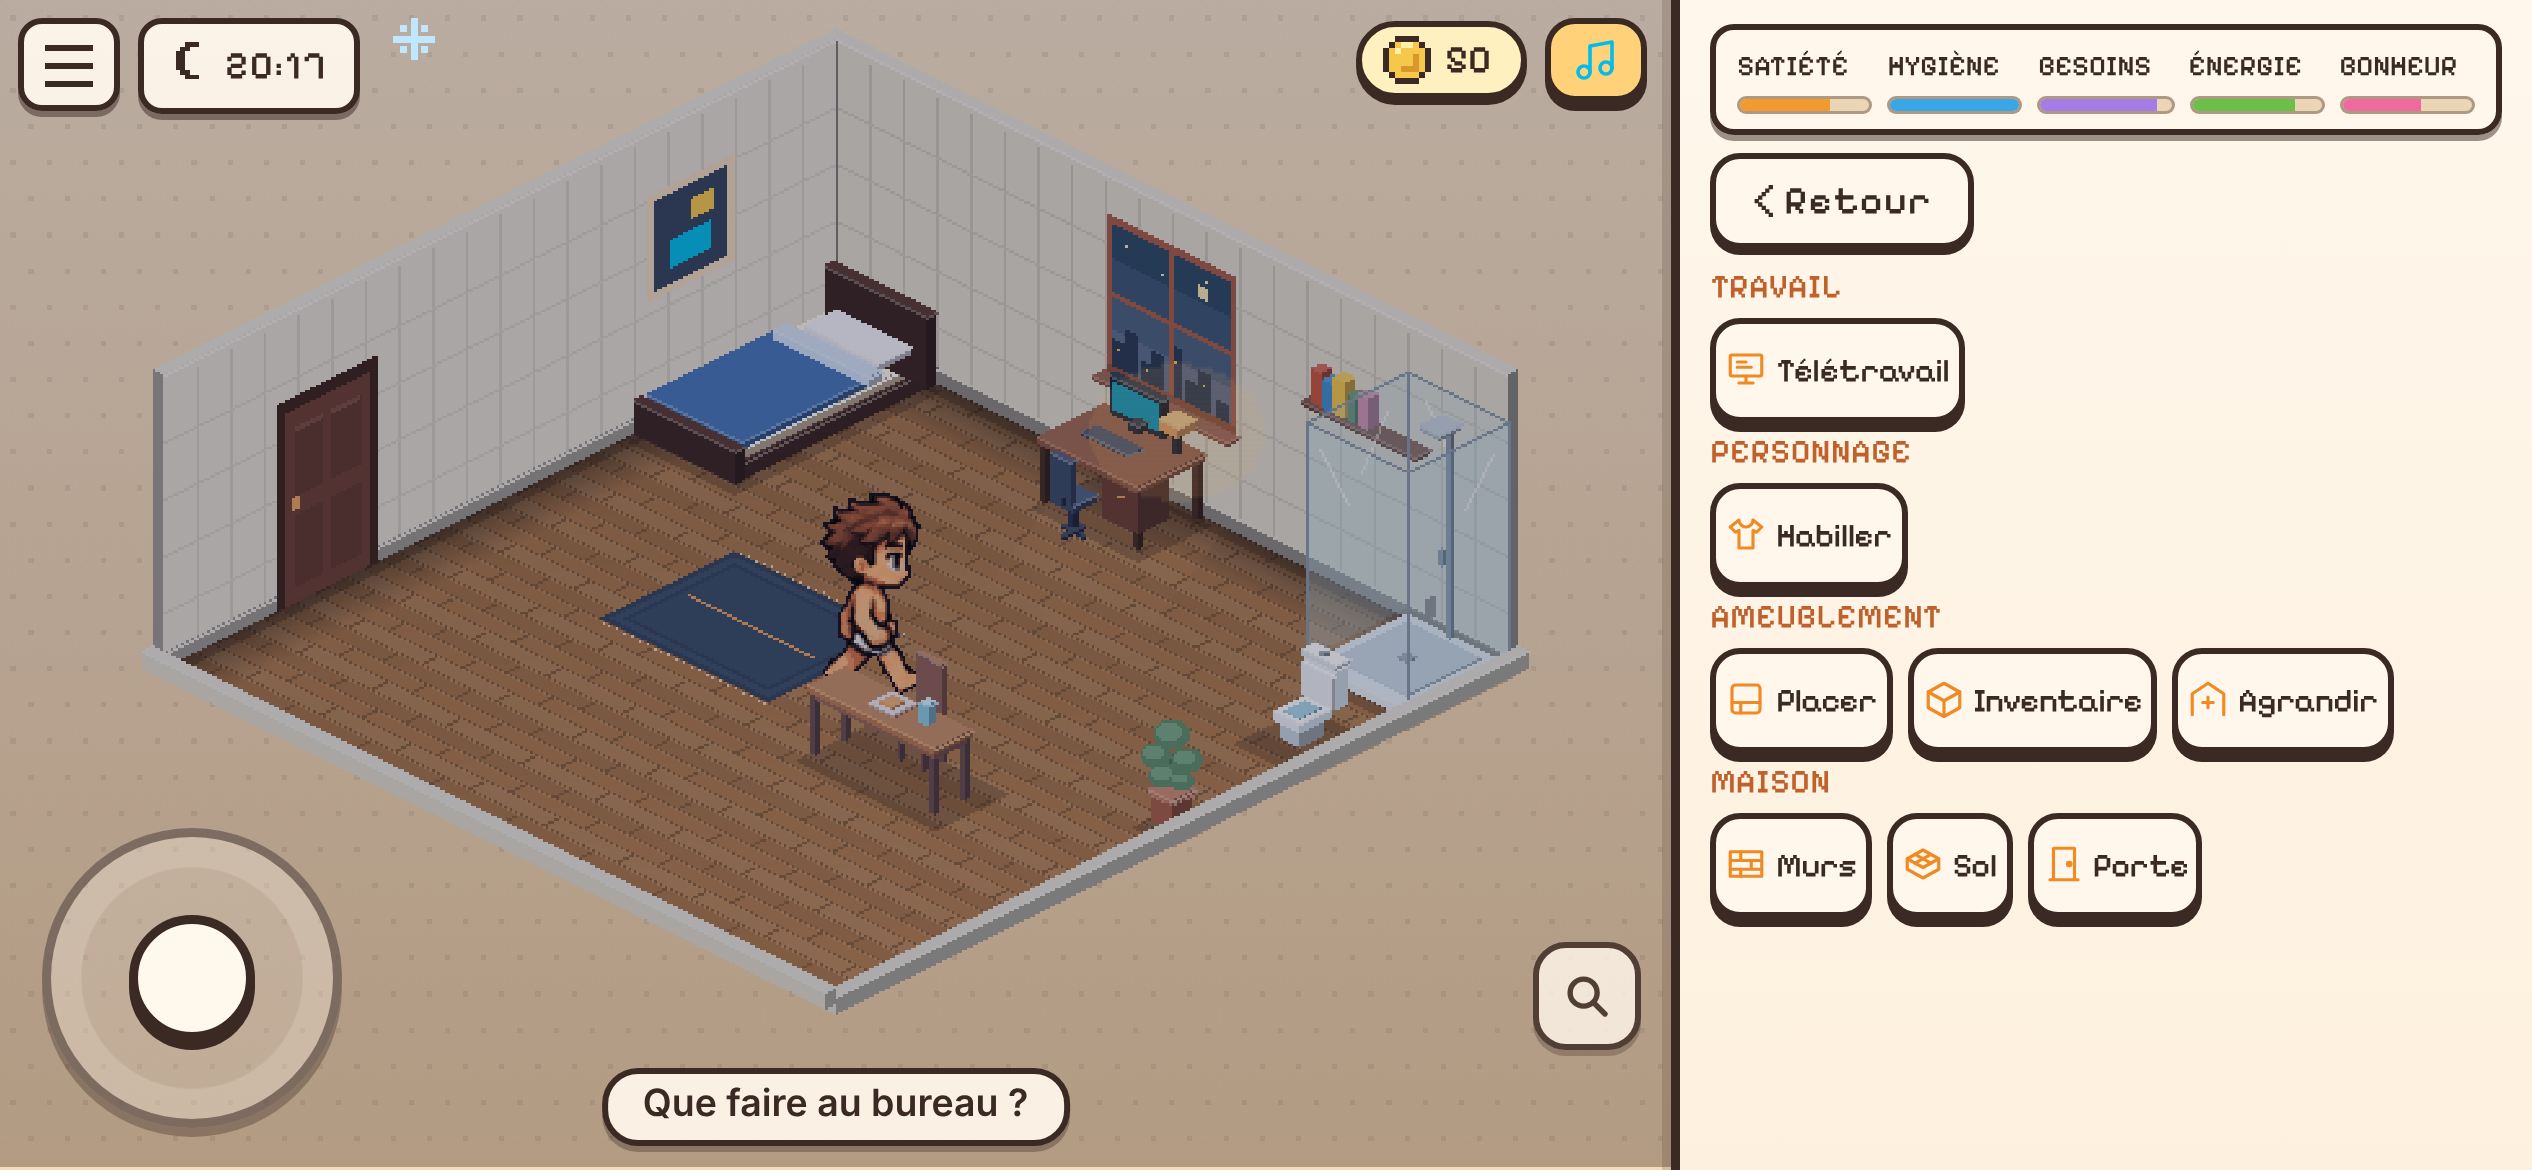 20:17
80
SATIÉTÉ HYGIÈNE BESOINS ÉNERGIE BONHEUR
Retour
TRAVAIL
Télétravail
PERSONNAGE
Habiller
AMEUBLEMENT
Placer Inventaire Agrandir
MAISON
Murs Sol Porte
Que faire au bureau ?